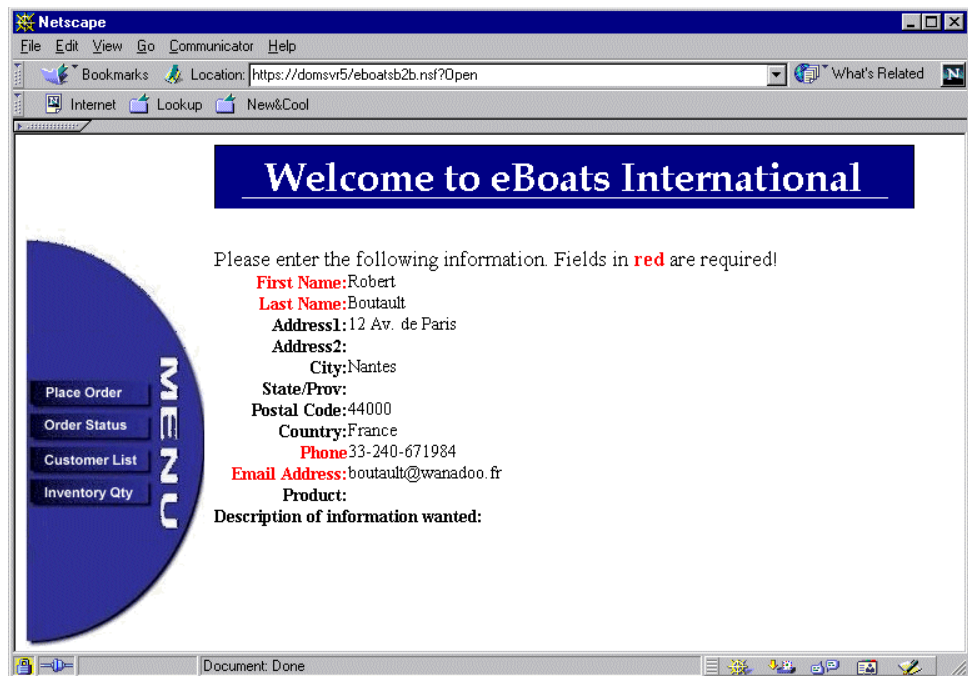 Netscape
File Edit View Go Communicator Help
Bookmarks Location: https://domsvr5/eboatsb2b.nsf?Open What's Related N
Internet Lookup New&Cool
Welcome to eBoats International
Please enter the following information. Fields in red are required!
First Name: Robert
Last Name: Boutault
Address1: 12 Av. de Paris
Address2:
City: Nantes
State/Prov:
Postal Code: 44000
Country: France
Phone 33-240-671984
Email Address: boutault@wanadoo.fr
Product:
Description of information wanted:
MENU
Place Order
Order Status
Customer List
Inventory Qty
Document: Done